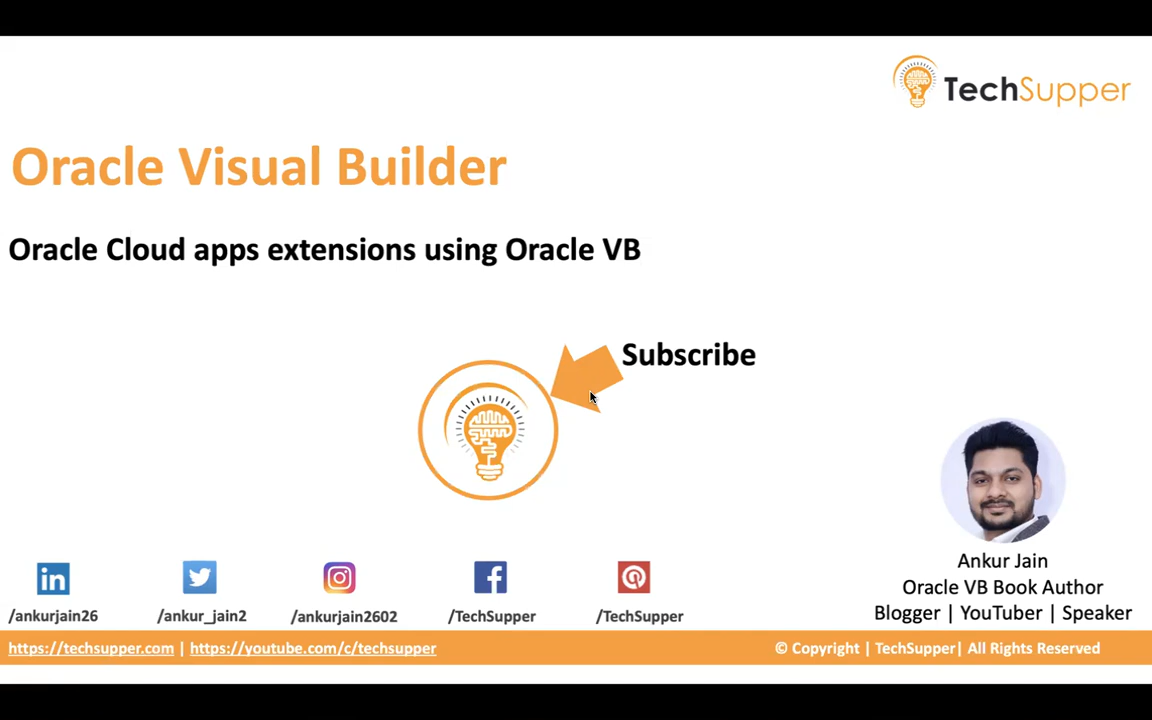 TechSupper
Oracle Visual Builder
Oracle Cloud apps extensions using Oracle VB
Subscribe
Ankur Jain
Oracle VB Book Author
Blogger | YouTuber | Speaker
/ankurjain26
/ankur_jain2
/ankurjain2602
/TechSupper
/TechSupper
https://techsupper.com | https://youtube.com/c/techsupper
© Copyright | TechSupper| All Rights Reserved